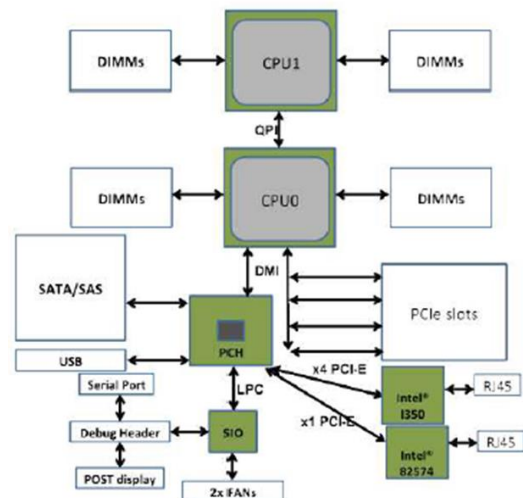 DIMMs
CPU1
DIMMs
QPI
DIMMs
CPU0
DIMMs
DMI
SATA/SAS
PCIe slots
PCH
USB
x4 PCI-E
Serial Port
LPC
Intel®
I350
RJ45
x1 PCI-E
Debug Header
SIO
Intel®
82574
RJ45
POST display
2x IFANs